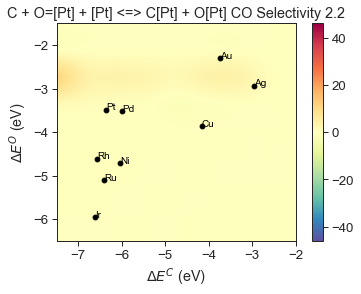 C + O=[Pt] + [Pt] <=> C[Pt] + O[Pt] CO Selectivity 2.2
−2
−3
−4
−5
−6
ΔE^O (eV)
Au
Ag
Pt
Pd
Cu
Rh
Ni
Ru
Ir
−7
−6
−5
−4
−3
−2
ΔE^C (eV)
40
20
0
−20
−40